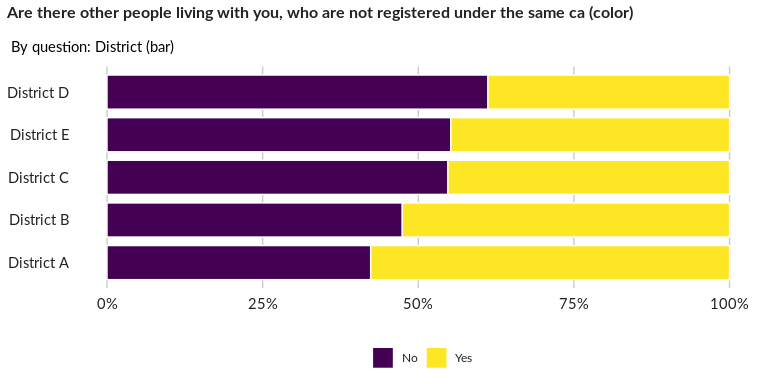 Are there other people living with you, who are not registered under the same ca (color)
By question: District (bar)
District D
District E
District C
District B
District A
0% 25% 50% 75% 100%
No Yes